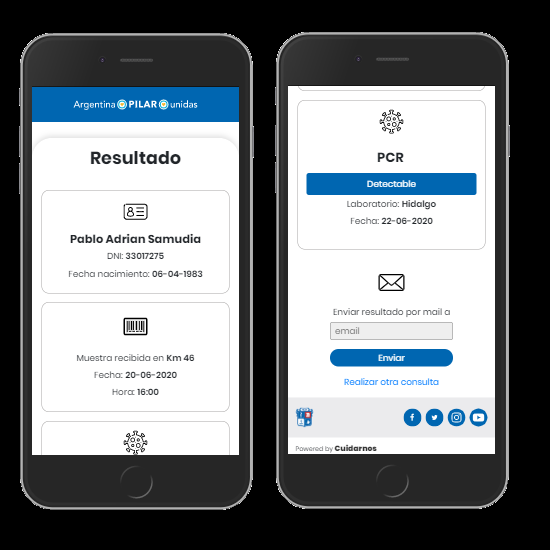 Argentina PILAR unidas
Resultado
Pablo Adrian Samudia
DNI: 33017275
Fecha nacimiento: 06-04-1983
Muestra recibida en Km 46
Fecha: 20-06-2020
Hora: 16:00
PCR
Detectable
Laboratorio: Hidalgo
Fecha: 22-06-2020
Enviar resultado por mail a
email
Enviar
Realizar otra consulta
Powered by Cuidarnos